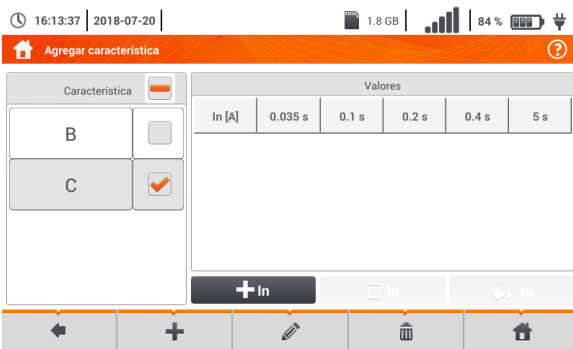 16:13:37 2018-07-20 1.8 GB 84 %
Agregar característica ?
Característica
Valores
In [A] 0.035 s 0.1 s 0.2 s 0.4 s 5 s
B
C
In In In